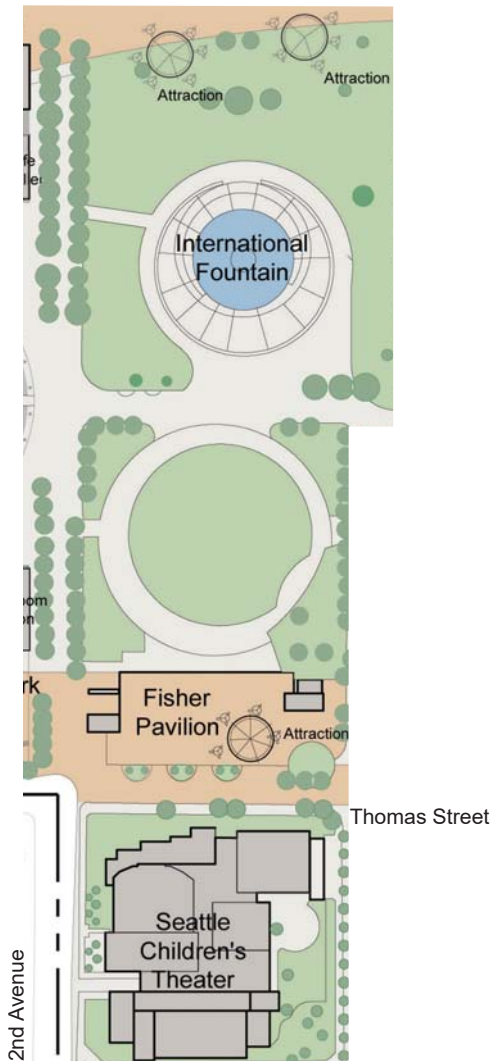 Attraction
Attraction
International
Fountain
Fisher
Pavilion
Attraction
Thomas Street
Seattle
Children's
Theater
2nd Avenue